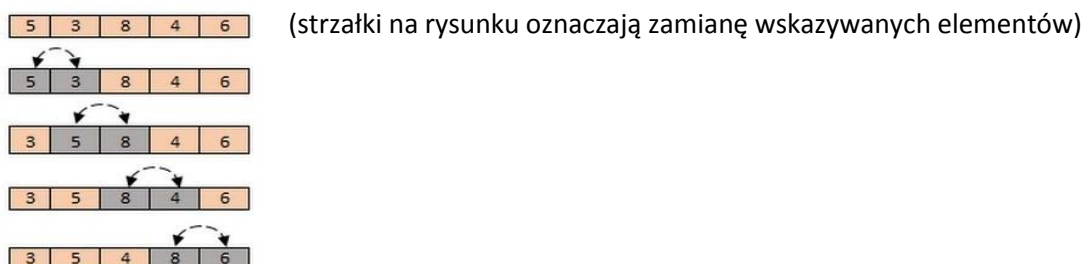 5 3 8 4 6 (strzałki na rysunku oznaczają zamianę wskazywanych elementów)
5 3 8 4 6
3 5 8 4 6
3 5 8 4 6
3 5 4 8 6